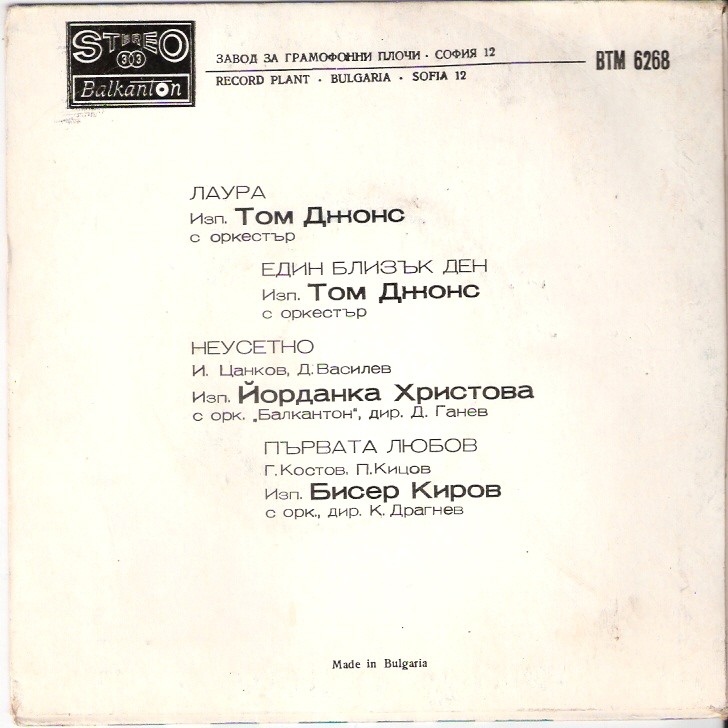 STEREO
33
Balkanton
ЗАВОД ЗА ГРАМОФОННИ ПЛОЧИ · СОФИЯ 12
RECORD PLANT · BULGARIA · SOFIA 12
ВТМ 6268
ЛАУРА
Изп. Том Джонс
с оркестър
ЕДИН БЛИЗЪК ДЕН
Изп. Том Джонс
с оркестър
НЕУСЕТНО
И. Цанков, Д. Василев
Изп. Йорданка Христова
с орк. „Балкантон“, дир. Д. Ганев
ПЪРВАТА ЛЮБОВ
Г. Костов, П. Кицов
Изп. Бисер Киров
с орк., дир. К. Драгнев
Made in Bulgaria